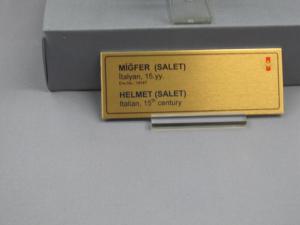 MİĞFER (SALET)
İtalyan, 15.yy.
HELMET (SALET)
Italian, 15th century